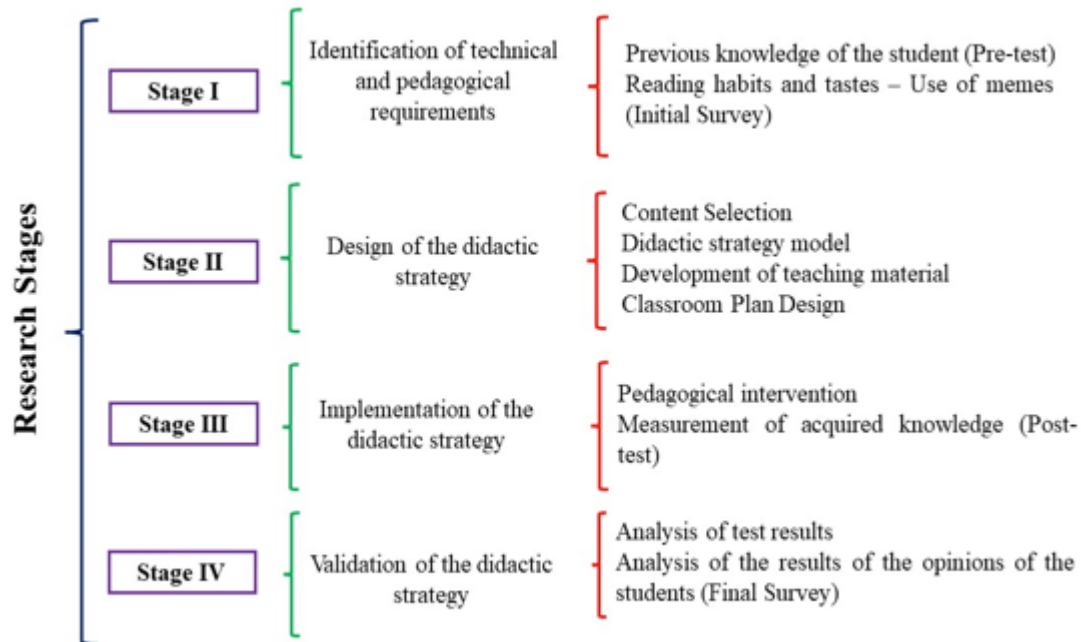 Research Stages
Stage I
Identification of technical
and pedagogical
requirements
Previous knowledge of the student (Pre-test)
Reading habits and tastes – Use of memes
(Initial Survey)
Stage II
Design of the didactic
strategy
Content Selection
Didactic strategy model
Development of teaching material
Classroom Plan Design
Stage III
Implementation of the
didactic strategy
Pedagogical intervention
Measurement of acquired knowledge (Post-
test)
Stage IV
Validation of the didactic
strategy
Analysis of test results
Analysis of the results of the opinions of the
students (Final Survey)